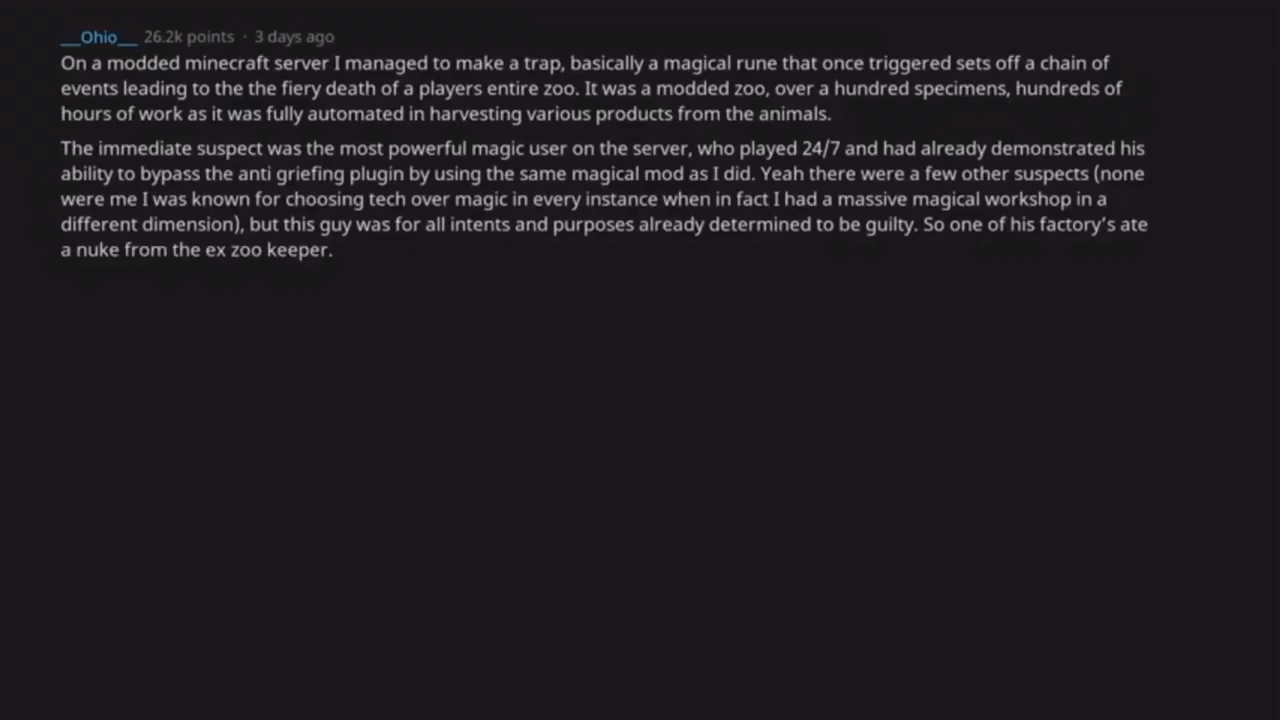 __Ohio__ 26.2k points · 3 days ago
On a modded minecraft server I managed to make a trap, basically a magical rune that once triggered sets off a chain of
events leading to the the fiery death of a players entire zoo. It was a modded zoo, over a hundred specimens, hundreds of
hours of work as it was fully automated in harvesting various products from the animals.
The immediate suspect was the most powerful magic user on the server, who played 24/7 and had already demonstrated his
ability to bypass the anti griefing plugin by using the same magical mod as I did. Yeah there were a few other suspects (none
were me I was known for choosing tech over magic in every instance when in fact I had a massive magical workshop in a
different dimension), but this guy was for all intents and purposes already determined to be guilty. So one of his factory's ate
a nuke from the ex zoo keeper.